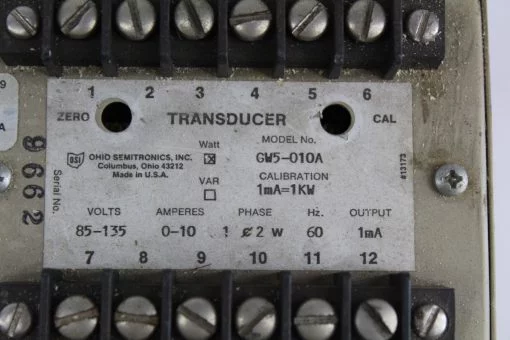 1 2 3 4 5 6
ZERO TRANSDUCER CAL
Watt MODEL No.
OSI OHIO SEMITRONICS, INC. GW5-010A
Columbus, Ohio 43212 CALIBRATION
Made in U.S.A. VAR 1mA=1KW
Serial No. 9662
#13173
VOLTS AMPERES PHASE Hz. OUTPUT
85-135 0-10 1 ø 2 W 60 1mA
7 8 9 10 11 12
9
A